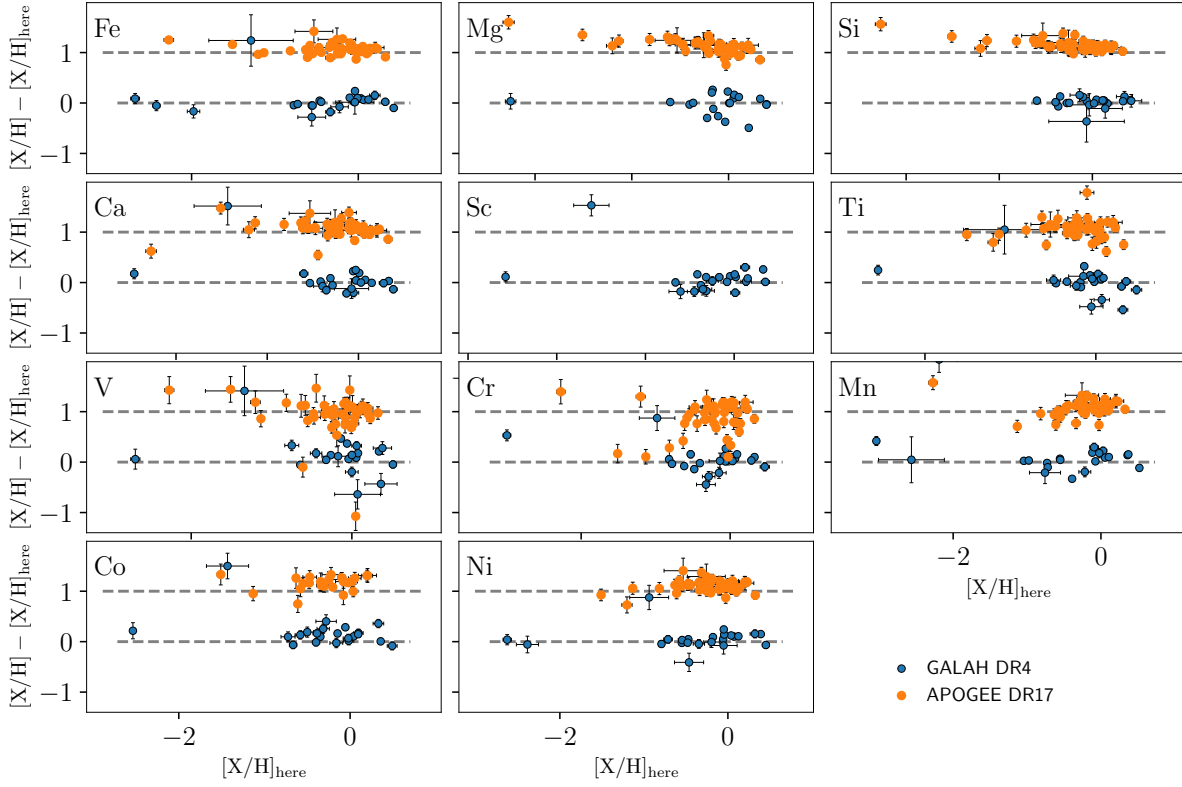 Fe
Mg
Si
1
0
−1
[X/H] − [X/H]here
Ca
Sc
Ti
1
0
−1
[X/H] − [X/H]here
V
Cr
Mn
1
0
−1
[X/H] − [X/H]here
−2 0
[X/H]here
Co
Ni
1
0
−1
[X/H] − [X/H]here
GALAH DR4
APOGEE DR17
−2 0
−2 0
[X/H]here
[X/H]here